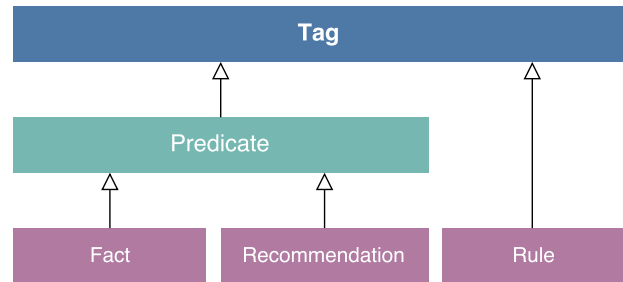 Tag
Predicate
Fact
Recommendation
Rule